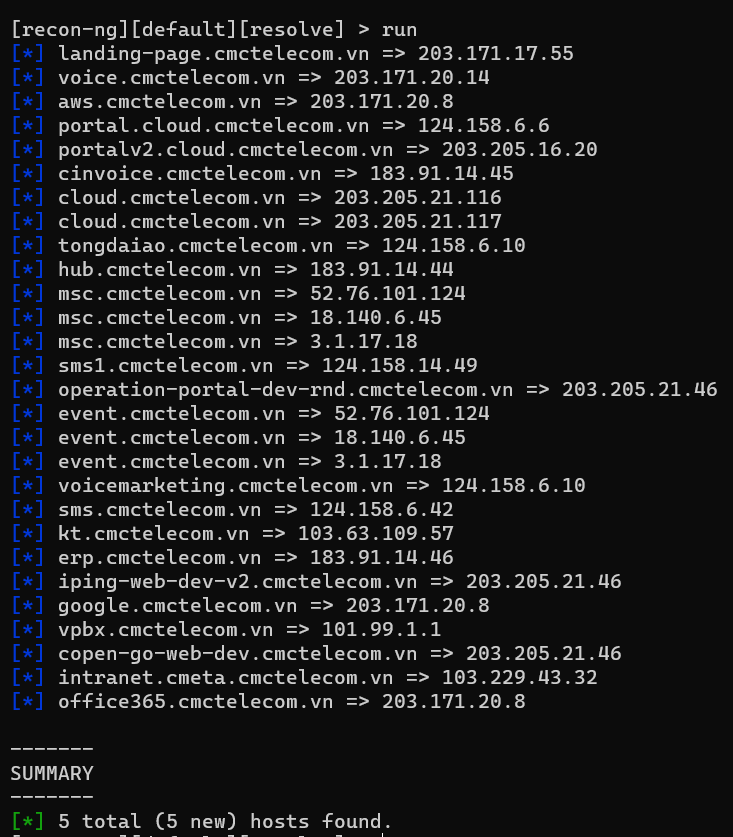 [recon-ng][default][resolve] > run
[*] landing-page.cmctelecom.vn => 203.171.17.55
[*] voice.cmctelecom.vn => 203.171.20.14
[*] aws.cmctelecom.vn => 203.171.20.8
[*] portal.cloud.cmctelecom.vn => 124.158.6.6
[*] portalv2.cloud.cmctelecom.vn => 203.205.16.20
[*] cinvoice.cmctelecom.vn => 183.91.14.45
[*] cloud.cmctelecom.vn => 203.205.21.116
[*] cloud.cmctelecom.vn => 203.205.21.117
[*] tongdaiao.cmctelecom.vn => 124.158.6.10
[*] hub.cmctelecom.vn => 183.91.14.44
[*] msc.cmctelecom.vn => 52.76.101.124
[*] msc.cmctelecom.vn => 18.140.6.45
[*] msc.cmctelecom.vn => 3.1.17.18
[*] sms1.cmctelecom.vn => 124.158.14.49
[*] operation-portal-dev-rnd.cmctelecom.vn => 203.205.21.46
[*] event.cmctelecom.vn => 52.76.101.124
[*] event.cmctelecom.vn => 18.140.6.45
[*] event.cmctelecom.vn => 3.1.17.18
[*] voicemarketing.cmctelecom.vn => 124.158.6.10
[*] sms.cmctelecom.vn => 124.158.6.42
[*] kt.cmctelecom.vn => 103.63.109.57
[*] erp.cmctelecom.vn => 183.91.14.46
[*] iping-web-dev-v2.cmctelecom.vn => 203.205.21.46
[*] google.cmctelecom.vn => 203.171.20.8
[*] vpbx.cmctelecom.vn => 101.99.1.1
[*] copen-go-web-dev.cmctelecom.vn => 203.205.21.46
[*] intranet.cmeta.cmctelecom.vn => 103.229.43.32
[*] office365.cmctelecom.vn => 203.171.20.8
-------
SUMMARY
-------
[*] 5 total (5 new) hosts found.